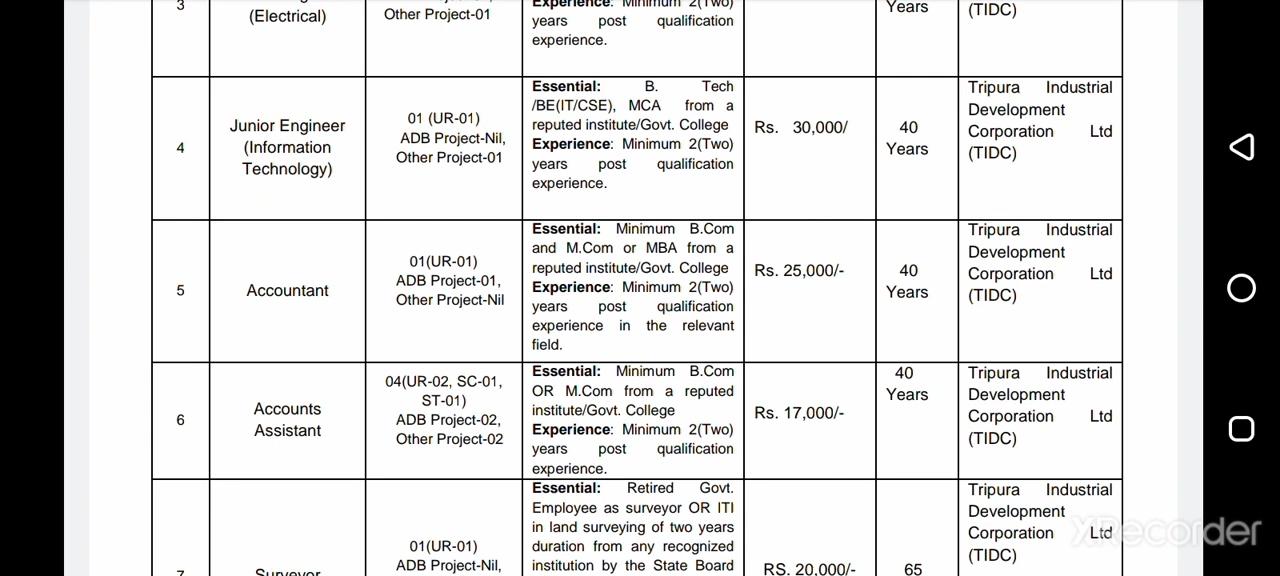 3
(Electrical)
Other Project-01
Experience: Minimum 2(Two)
years post qualification
experience.
Years
(TIDC)
4
Junior Engineer
(Information
Technology)
01 (UR-01)
ADB Project-Nil,
Other Project-01
Essential: B. Tech
/BE(IT/CSE), MCA from a
reputed institute/Govt. College
Experience: Minimum 2(Two)
years post qualification
experience.
Rs. 30,000/
40
Years
Tripura Industrial
Development
Corporation Ltd
(TIDC)
5
Accountant
01(UR-01)
ADB Project-01,
Other Project-Nil
Essential: Minimum B.Com
and M.Com or MBA from a
reputed institute/Govt. College
Experience: Minimum 2(Two)
years post qualification
experience in the relevant
field.
Rs. 25,000/-
40
Years
Tripura Industrial
Development
Corporation Ltd
(TIDC)
6
Accounts
Assistant
04(UR-02, SC-01,
ST-01)
ADB Project-02,
Other Project-02
Essential: Minimum B.Com
OR M.Com from a reputed
institute/Govt. College
Experience: Minimum 2(Two)
years post qualification
experience.
Rs. 17,000/-
40
Years
Tripura Industrial
Development
Corporation Ltd
(TIDC)
7
Surveyor
01(UR-01)
ADB Project-Nil,
Essential: Retired Govt.
Employee as surveyor OR ITI
in land surveying of two years
duration from any recognized
institution by the State Board
RS. 20,000/-
65
Tripura Industrial
Development
Corporation Ltd
(TIDC)
XRecorder